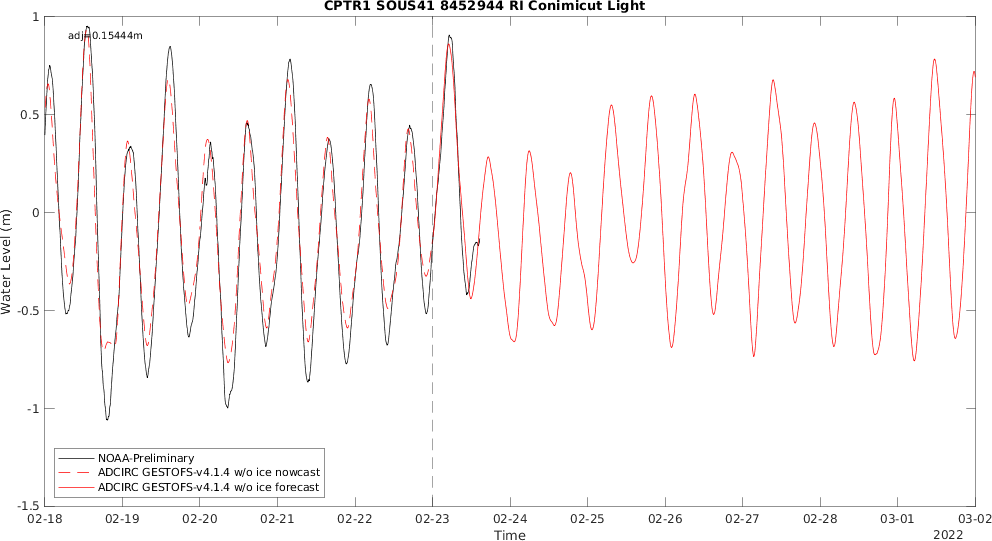 CPTR1 SOUS41 8452944 RI Conimicut Light
adj=0.15444m
1
0.5
0
-0.5
-1
-1.5
Water Level (m)
NOAA-Preliminary
ADCIRC GESTOFS-v4.1.4 w/o ice nowcast
ADCIRC GESTOFS-v4.1.4 w/o ice forecast
02-18 02-19 02-20 02-21 02-22 02-23 02-24 02-25 02-26 02-27 02-28 03-01 03-02
Time
2022